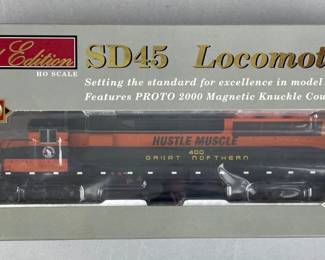 Edition
HO SCALE
SD45 Locomot
Setting the standard for excellence in model
Features PROTO 2000 Magnetic Knuckle Cou
HUSTLE MUSCLE
400
GREAT NORTHERN